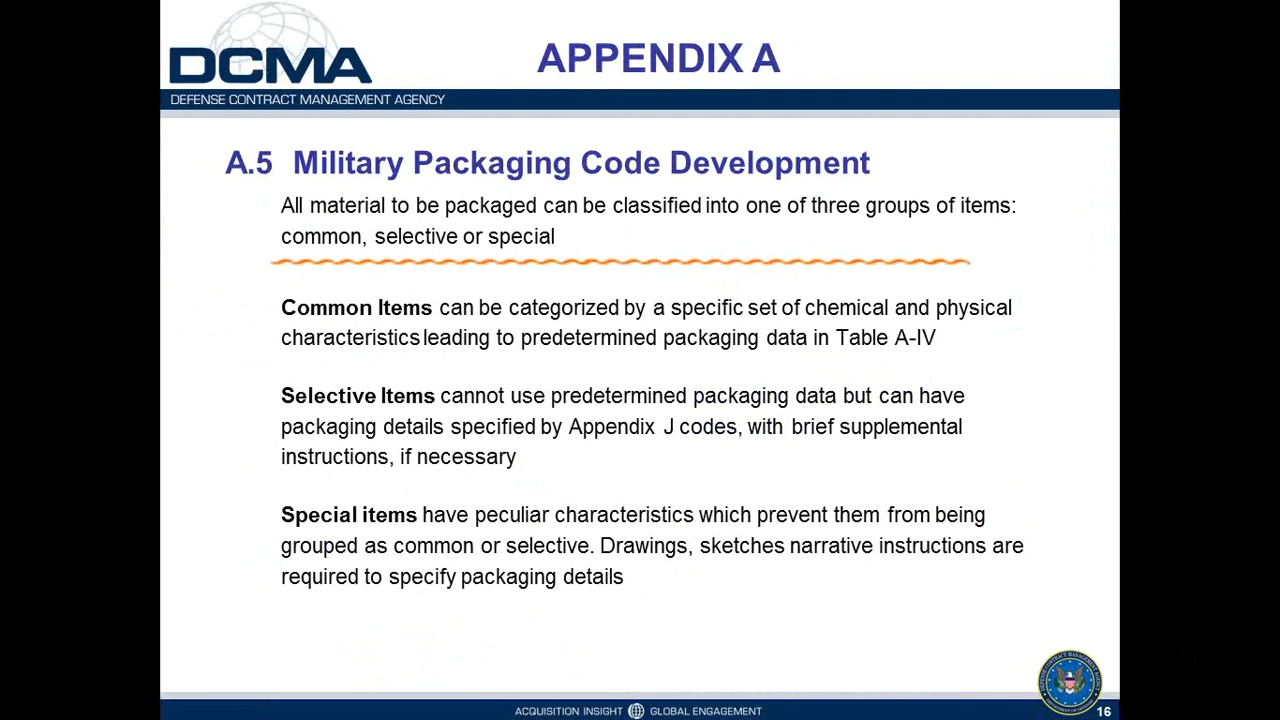 DCMA
APPENDIX A
DEFENSE CONTRACT MANAGEMENT AGENCY
A.5 Military Packaging Code Development
All material to be packaged can be classified into one of three groups of items:
common, selective or special
Common Items can be categorized by a specific set of chemical and physical
characteristics leading to predetermined packaging data in Table A-IV
Selective Items cannot use predetermined packaging data but can have
packaging details specified by Appendix J codes, with brief supplemental
instructions, if necessary
Special items have peculiar characteristics which prevent them from being
grouped as common or selective. Drawings, sketches narrative instructions are
required to specify packaging details
ACQUISITION INSIGHT GLOBAL ENGAGEMENT
16